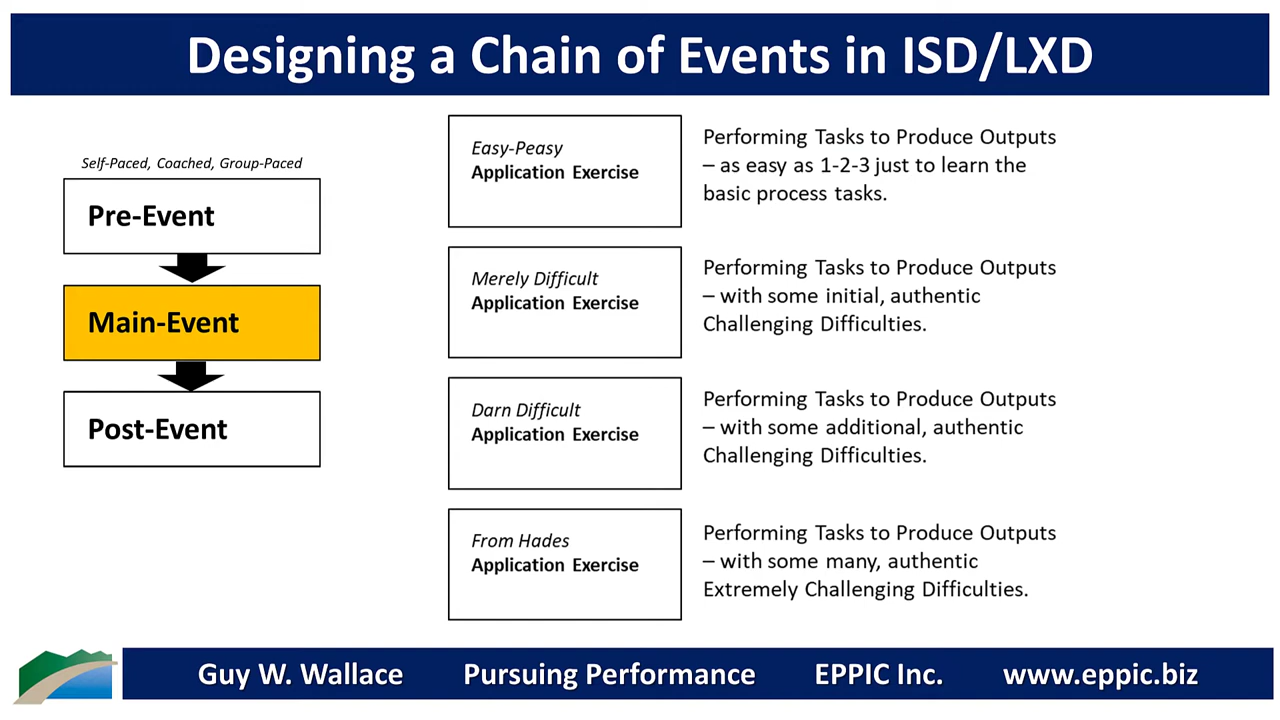 Designing a Chain of Events in ISD/LXD
Self-Paced, Coached, Group-Paced
Pre-Event
Main-Event
Post-Event
Easy-Peasy
Application Exercise
Performing Tasks to Produce Outputs
– as easy as 1-2-3 just to learn the
basic process tasks.
Merely Difficult
Application Exercise
Performing Tasks to Produce Outputs
– with some initial, authentic
Challenging Difficulties.
Darn Difficult
Application Exercise
Performing Tasks to Produce Outputs
– with some additional, authentic
Challenging Difficulties.
From Hades
Application Exercise
Performing Tasks to Produce Outputs
– with some many, authentic
Extremely Challenging Difficulties.
Guy W. Wallace Pursuing Performance EPPIC Inc. www.eppic.biz